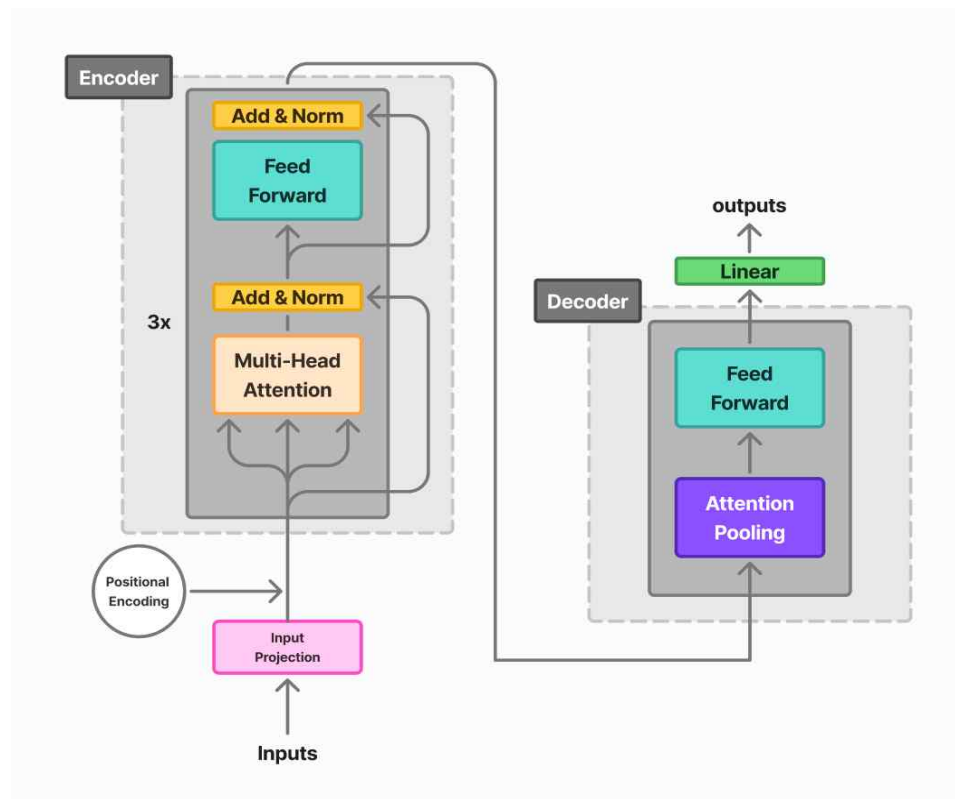 Encoder
Add & Norm
Feed
Forward
Add & Norm
3x
Multi-Head
Attention
Positional
Encoding
Input
Projection
Inputs
outputs
Linear
Decoder
Feed
Forward
Attention
Pooling